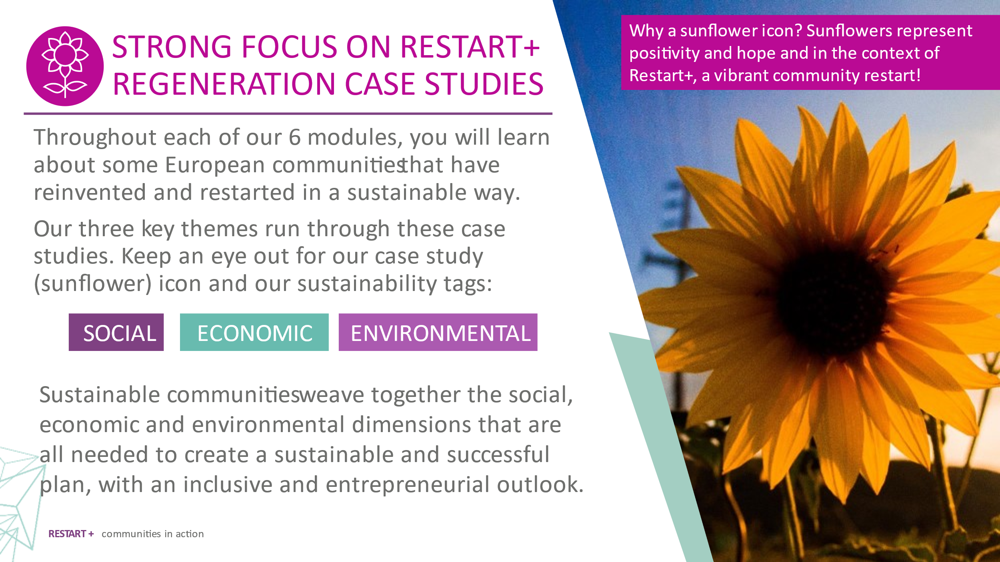 STRONG FOCUS ON RESTART+
REGENERATION CASE STUDIES
Why a sunflower icon? Sunflowers represent
positivity and hope and in the context of
Restart+, a vibrant community restart!
Throughout each of our 6 modules, you will learn
about some European communities that have
reinvented and restarted in a sustainable way.
Our three key themes run through these case
studies. Keep an eye out for our case study
(sunflower) icon and our sustainability tags:
SOCIAL
ECONOMIC
ENVIRONMENTAL
Sustainable communities weave together the social,
economic and environmental dimensions that are
all needed to create a sustainable and successful
plan, with an inclusive and entrepreneurial outlook.
RESTART + communities in action